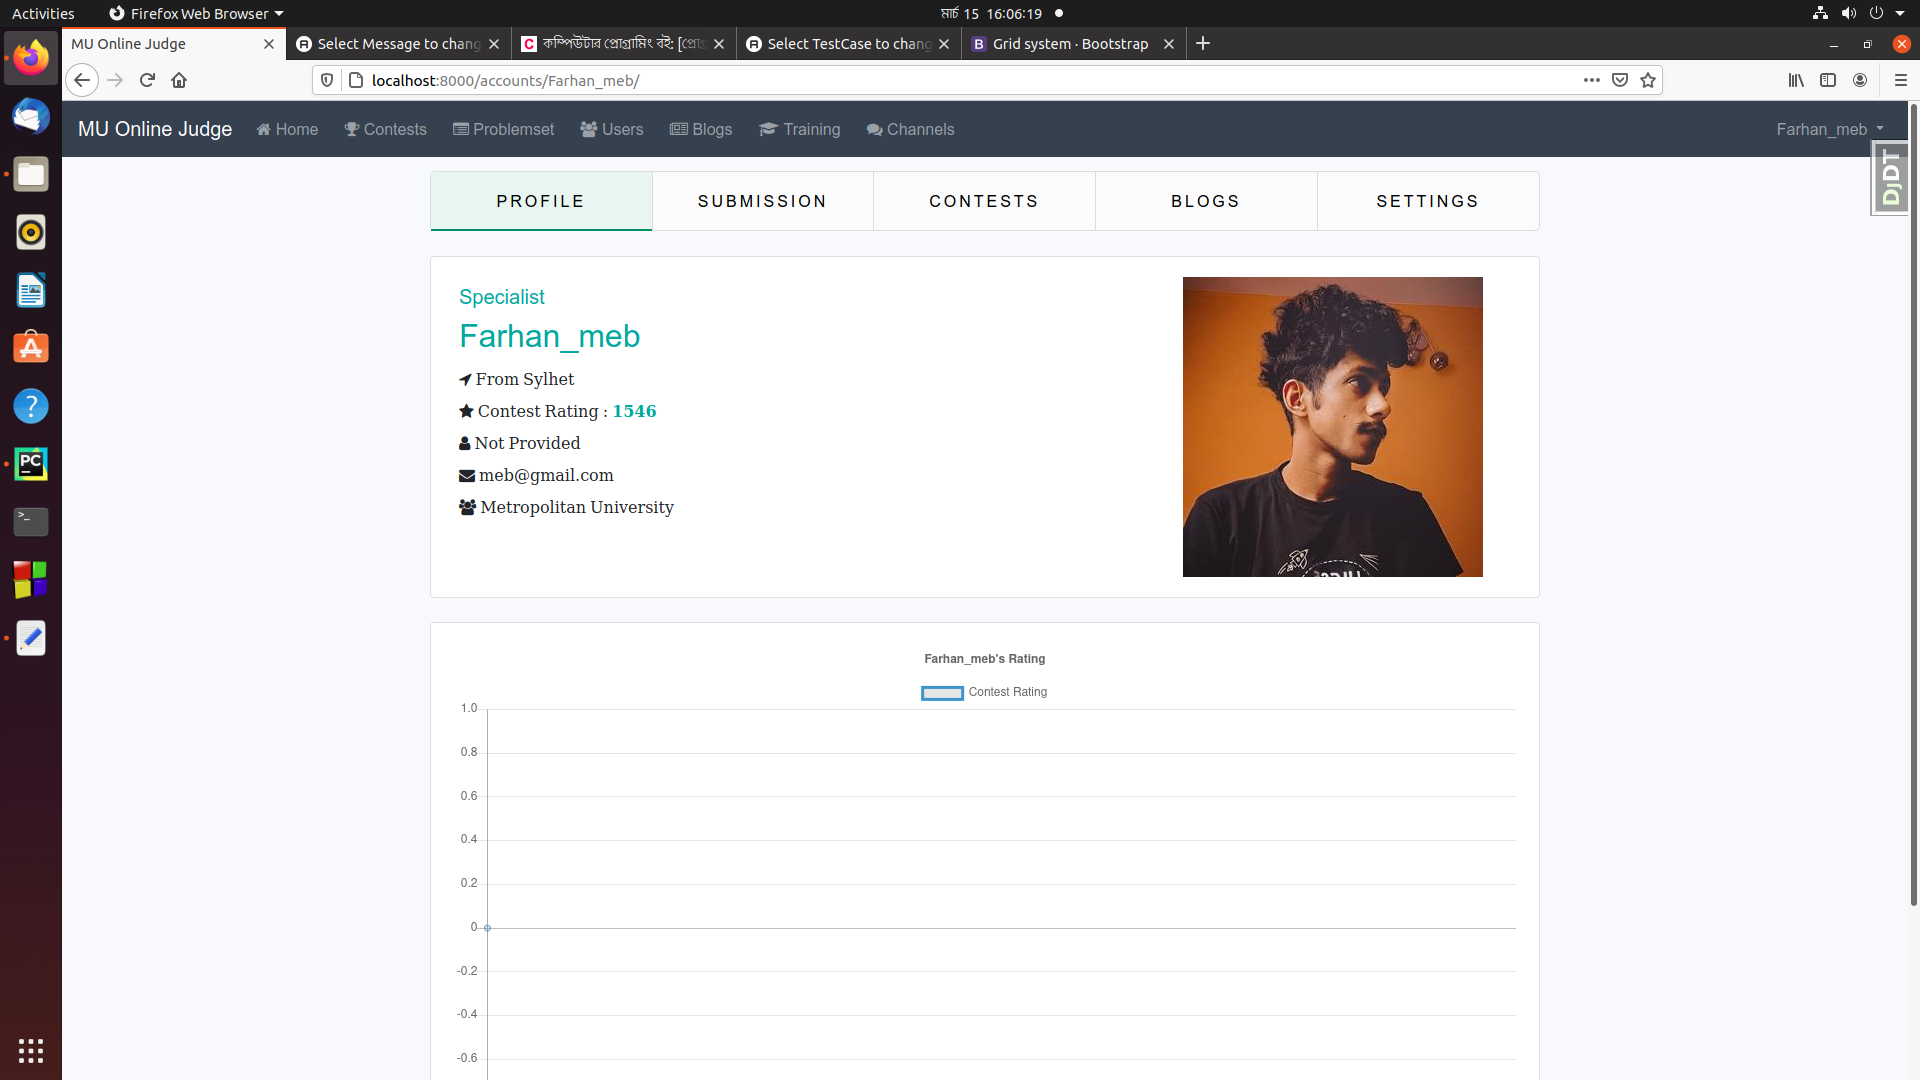 Activities
Firefox Web Browser
মার্চ 15 16:06:19
MU Online Judge
Select Message to chang
কম্পিউটার প্রোগ্রামিং বই: [প্রোগ্র
Select TestCase to chang
Grid system · Bootstrap
localhost:8000/accounts/Farhan_meb/
MU Online Judge
Home
Contests
Problemset
Users
Blogs
Training
Channels
Farhan_meb
DjDT
PROFILE
SUBMISSION
CONTESTS
BLOGS
SETTINGS
Specialist
Farhan_meb
From Sylhet
Contest Rating : 1546
Not Provided
meb@gmail.com
Metropolitan University
Farhan_meb's Rating
Contest Rating
1.0
0.8
0.6
0.4
0.2
0
-0.2
-0.4
-0.6